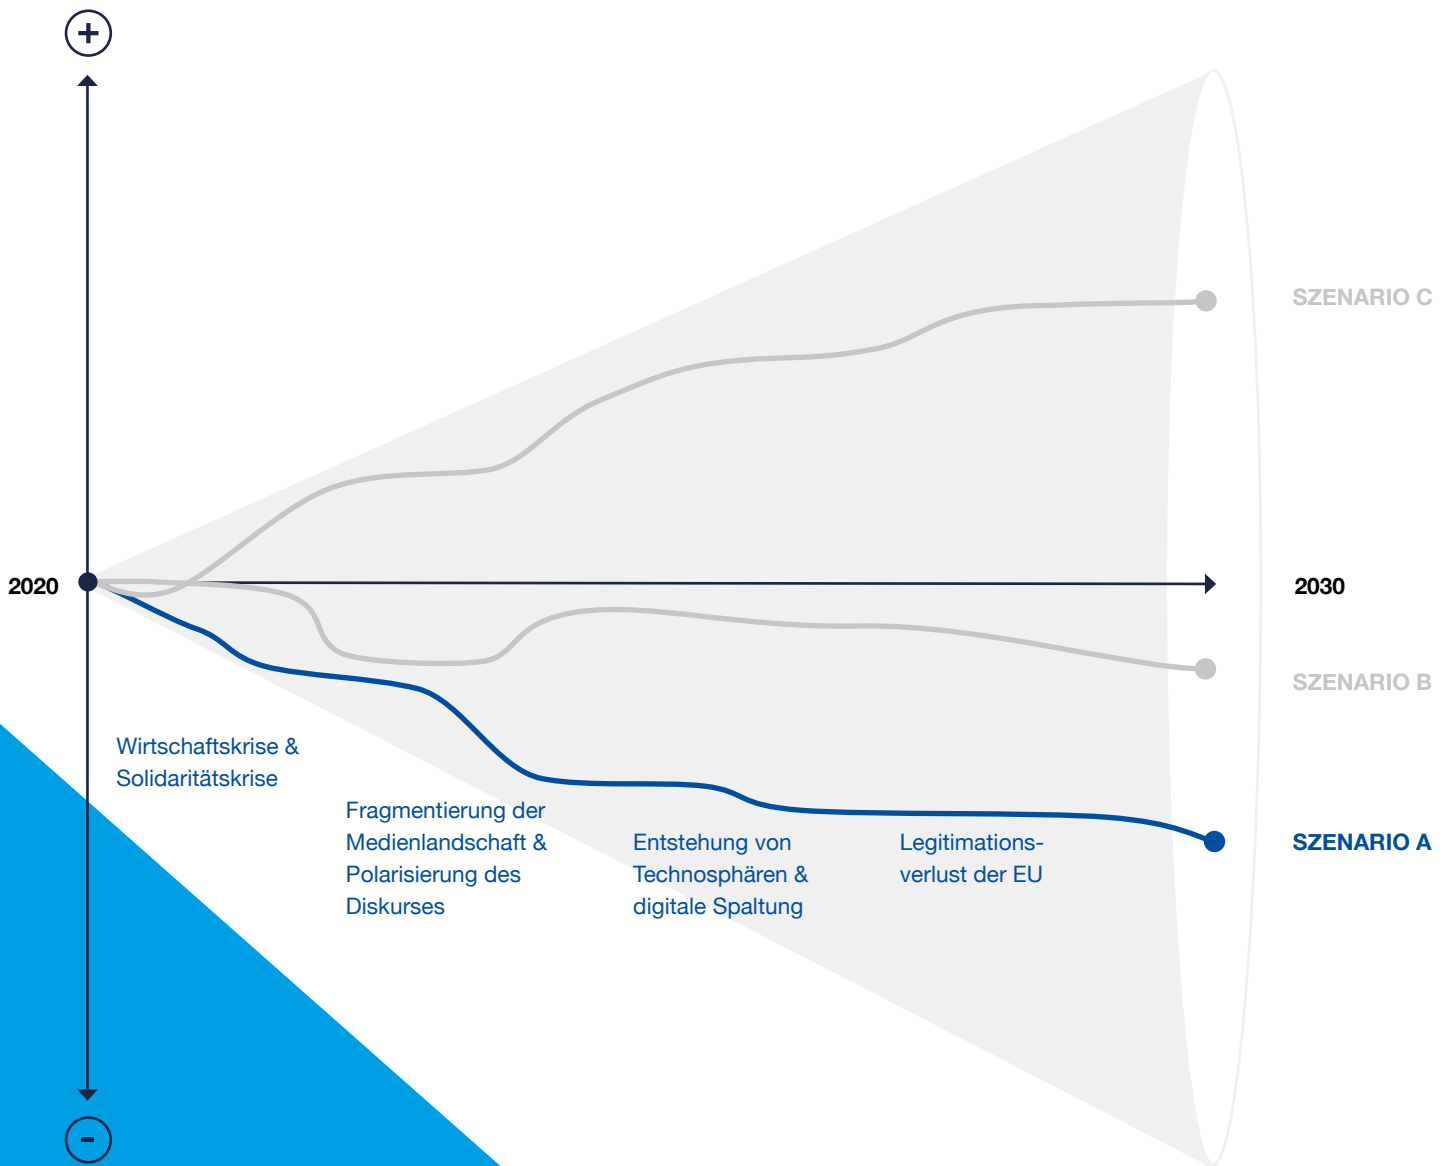 +
SZENARIO C
2020
2030
SZENARIO B
Wirtschaftskrise &
Solidaritätskrise
Fragmentierung der
Medienlandschaft &
Polarisierung des
Diskurses
Entstehung von
Technosphären &
digitale Spaltung
Legitimations-
verlust der EU
SZENARIO A
-